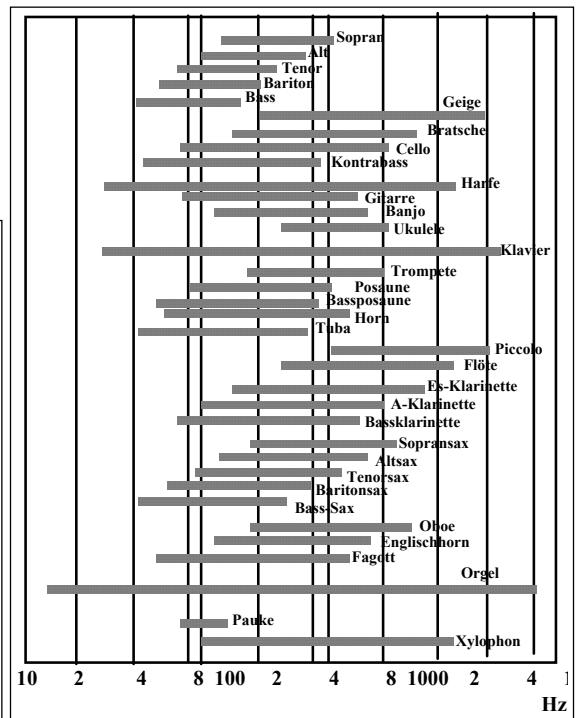 Sopran
Alt
Tenor
Bariton
Bass
Geige
Bratsche
Cello
Kontrabass
Harfe
Gitarre
Banjo
Ukulele
Klavier
Trompete
Posaune
Bassposaune
Horn
Tuba
Piccolo
Flöte
Es-Klarinette
A-Klarinette
Bassklarinette
Sopransax
Altsax
Tenorsax
Baritonsax
Bass-Sax
Oboe
Englischhorn
Fagott
Orgel
Pauke
Xylophon
10 2 4 8 100 2 4 8 1000 2 4 1
Hz